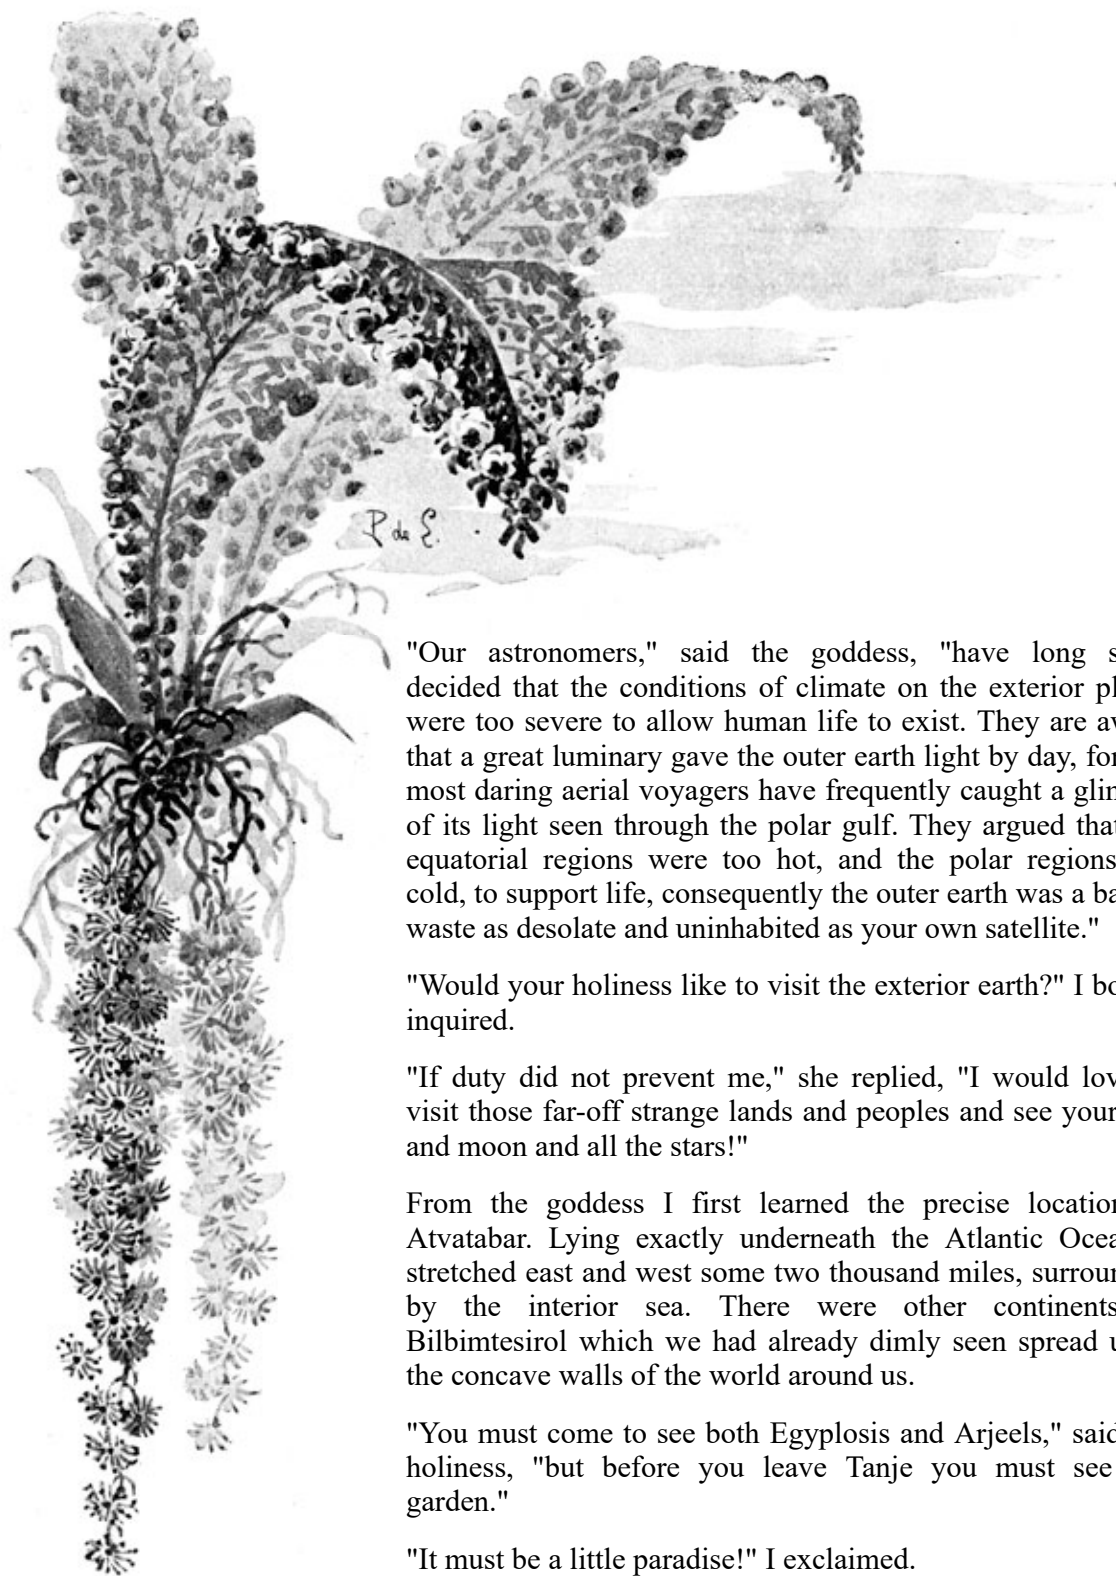 P de E.
"Our astronomers," said the goddess, "have long s
decided that the conditions of climate on the exterior pl
were too severe to allow human life to exist. They are av
that a great luminary gave the outer earth light by day, for
most daring aerial voyagers have frequently caught a glin
of its light seen through the polar gulf. They argued that
equatorial regions were too hot, and the polar regions
cold, to support life, consequently the outer earth was a ba
waste as desolate and uninhabited as your own satellite."
"Would your holiness like to visit the exterior earth?" I bo
inquired.
"If duty did not prevent me," she replied, "I would lov
visit those far-off strange lands and peoples and see your
and moon and all the stars!"
From the goddess I first learned the precise location
Atvatabar. Lying exactly underneath the Atlantic Ocea
stretched east and west some two thousand miles, surroun
by the interior sea. There were other continents
Bilbimtesirol which we had already dimly seen spread u
the concave walls of the world around us.
"You must come to see both Egyplosis and Arjeels," said
holiness, "but before you leave Tanje you must see
garden."
"It must be a little paradise!" I exclaimed.